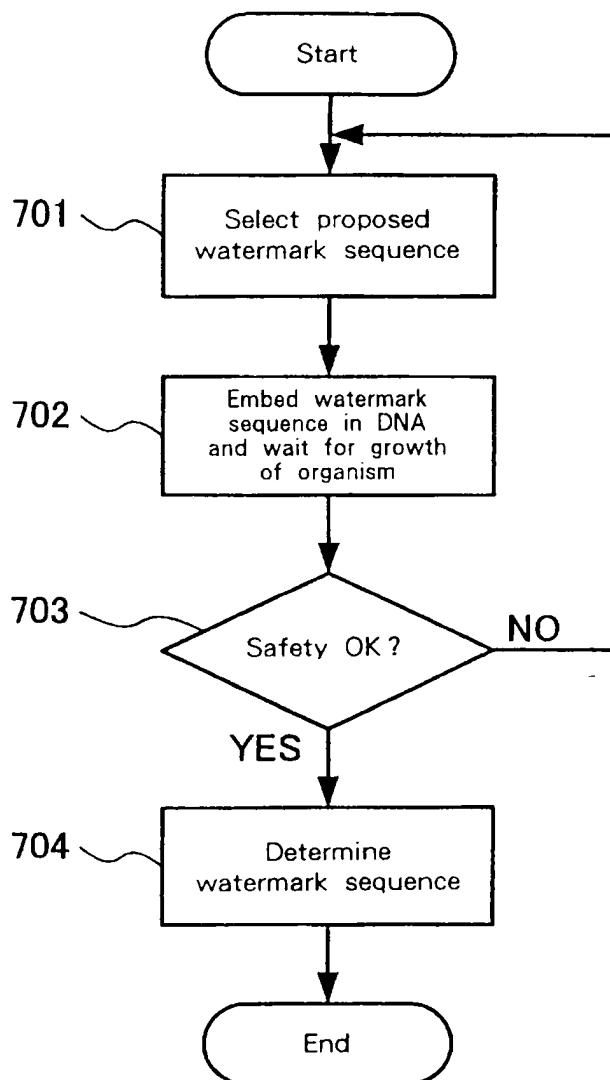 Start
701
Select proposed
watermark sequence
702
Embed watermark
sequence in DNA
and wait for growth
of organism
703
Safety OK?
NO
YES
704
Determine
watermark sequence
End